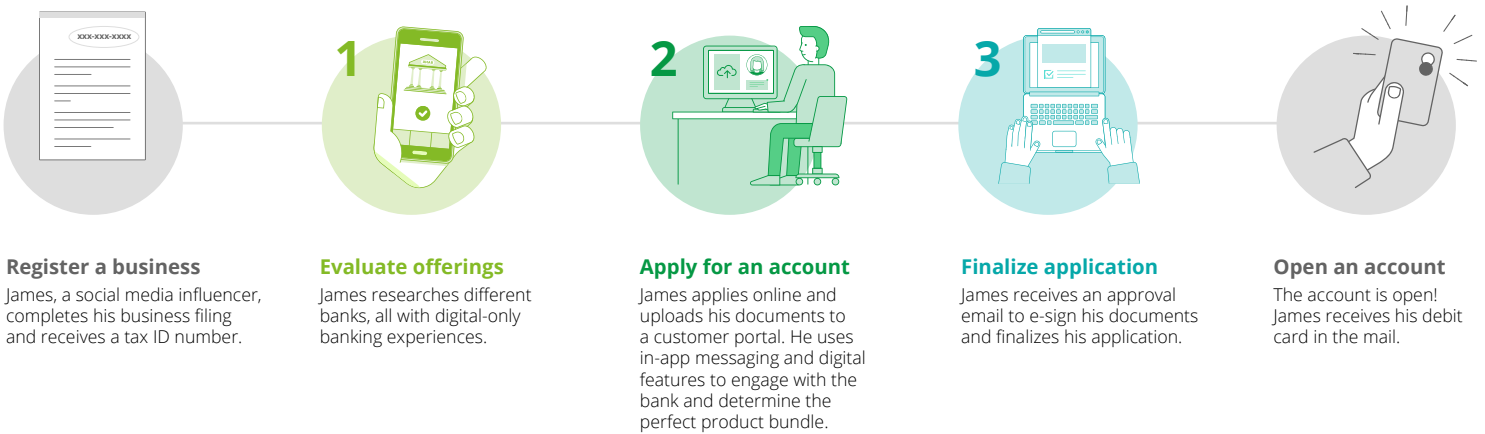 xxx-xxx-xxxx
1
2
3
Register a business
James, a social media influencer,
completes his business filing
and receives a tax ID number.
Evaluate offerings
James researches different
banks, all with digital-only
banking experiences.
Apply for an account
James applies online and
uploads his documents to
a customer portal. He uses
in-app messaging and digital
features to engage with the
bank and determine the
perfect product bundle.
Finalize application
James receives an approval
email to e-sign his documents
and finalizes his application.
Open an account
The account is open!
James receives his debit
card in the mail.